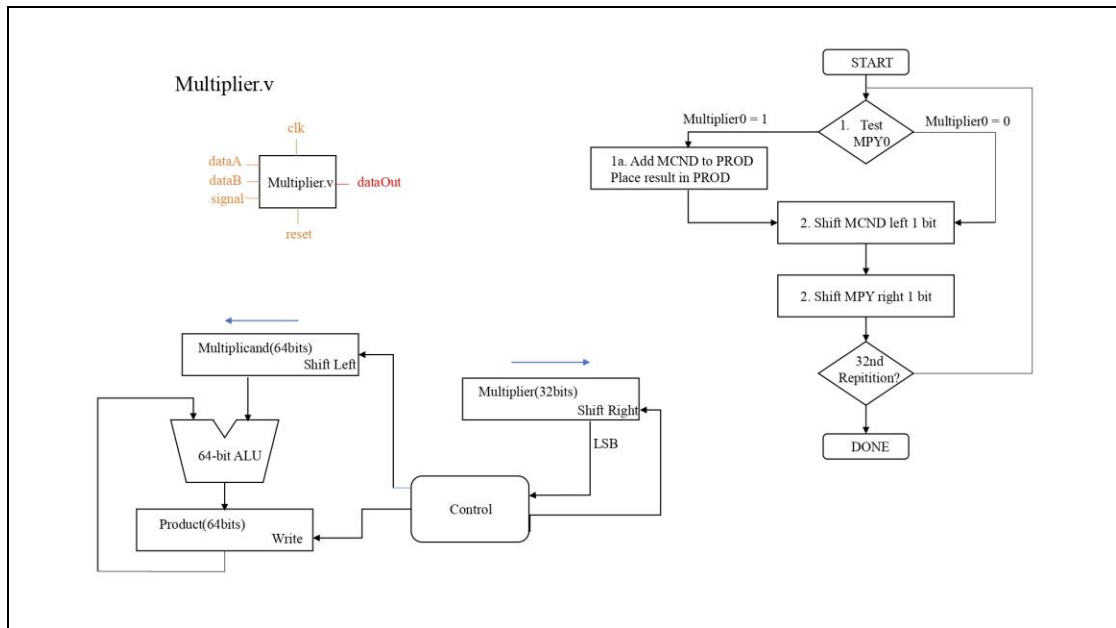 Multiplier.v
clk
dataA
dataB
signal
Multiplier.v
dataOut
reset
START
1. Test
MPY0
Multiplier0 = 1
Multiplier0 = 0
1a. Add MCND to PROD
Place result in PROD
2. Shift MCND left 1 bit
2. Shift MPY right 1 bit
32nd
Repitition?
DONE
Multiplicand(64bits)
Shift Left
Multiplier(32bits)
Shift Right
LSB
64-bit ALU
Control
Product(64bits)
Write